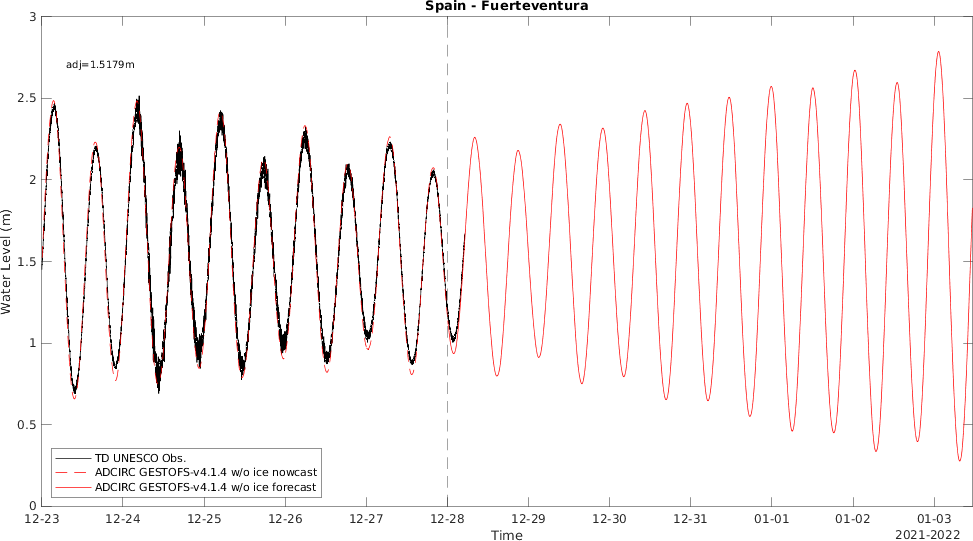 Spain - Fuerteventura
3
adj=1.5179m
2.5
2
1.5
1
0.5
0
Water Level (m)
TD UNESCO Obs.
ADCIRC GESTOFS-v4.1.4 w/o ice nowcast
ADCIRC GESTOFS-v4.1.4 w/o ice forecast
12-23 12-24 12-25 12-26 12-27 12-28 12-29 12-30 12-31 01-01 01-02 01-03
Time
2021-2022